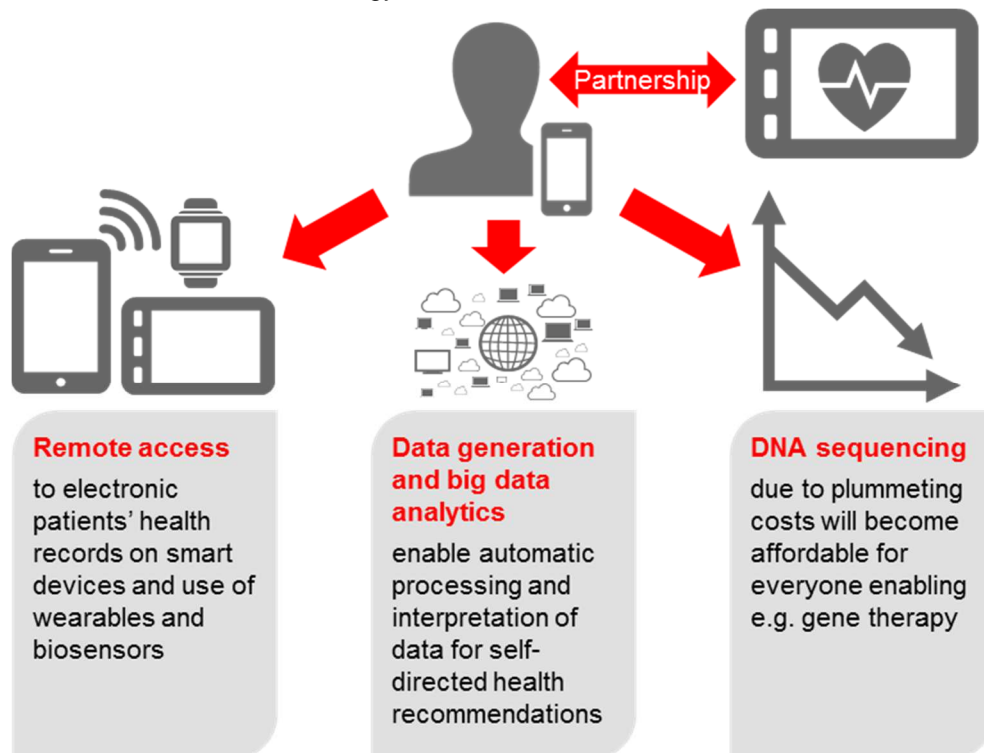 Partnership
Remote access
to electronic
patients’ health
records on smart
devices and use of
wearables and
biosensors
Data generation
and big data
analytics
enable automatic
processing and
interpretation of
data for self-
directed health
recommendations
DNA sequencing
due to plummeting
costs will become
affordable for
everyone enabling
e.g. gene therapy